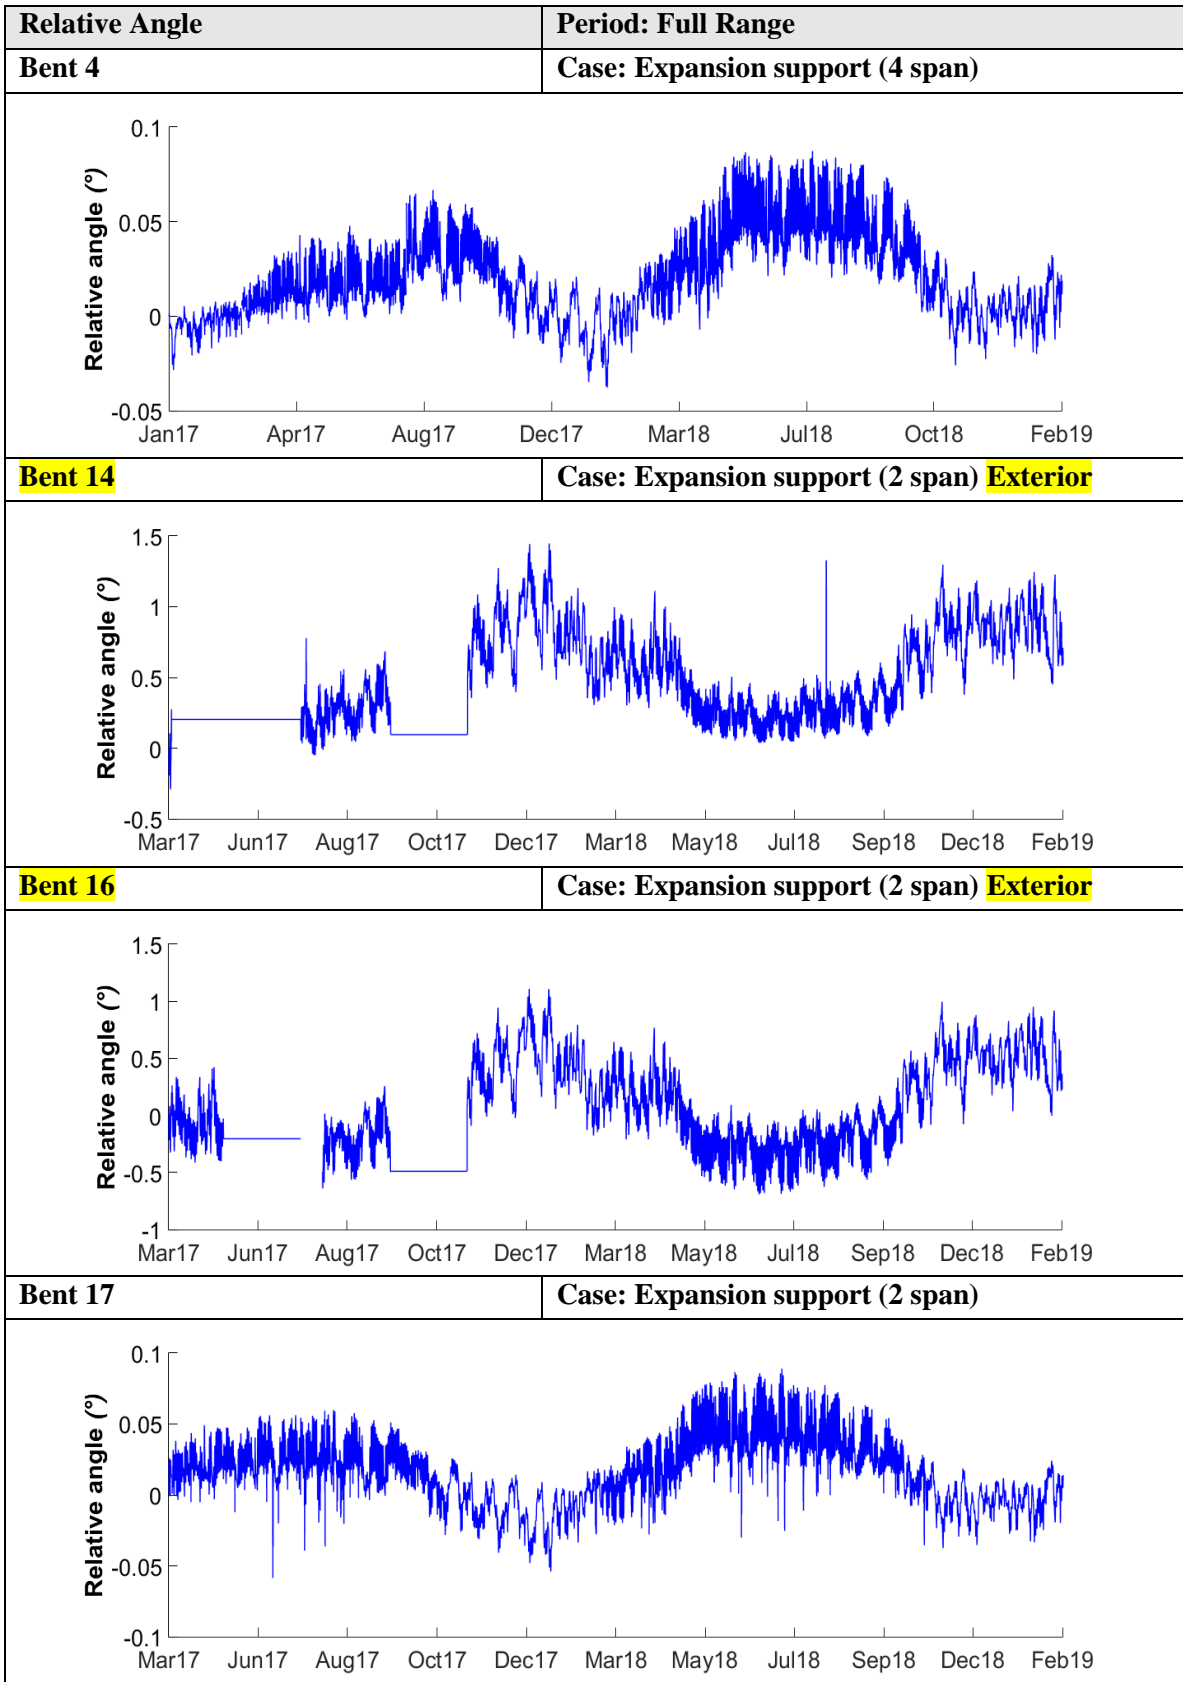 Relative Angle
Period: Full Range
Bent 4
Case: Expansion support (4 span)
0.1
0.05
0
-0.05
Relative angle (°)
Jan17 Apr17 Aug17 Dec17 Mar18 Jul18 Oct18 Feb19
Bent 14
Case: Expansion support (2 span) Exterior
1.5
1
0.5
0
-0.5
Relative angle (°)
Mar17 Jun17 Aug17 Oct17 Dec17 Mar18 May18 Jul18 Sep18 Dec18 Feb19
Bent 16
Case: Expansion support (2 span) Exterior
1.5
1
0.5
0
-0.5
-1
Relative angle (°)
Mar17 Jun17 Aug17 Oct17 Dec17 Mar18 May18 Jul18 Sep18 Dec18 Feb19
Bent 17
Case: Expansion support (2 span)
0.1
0.05
0
-0.05
-0.1
Relative angle (°)
Mar17 Jun17 Aug17 Oct17 Dec17 Mar18 May18 Jul18 Sep18 Dec18 Feb19